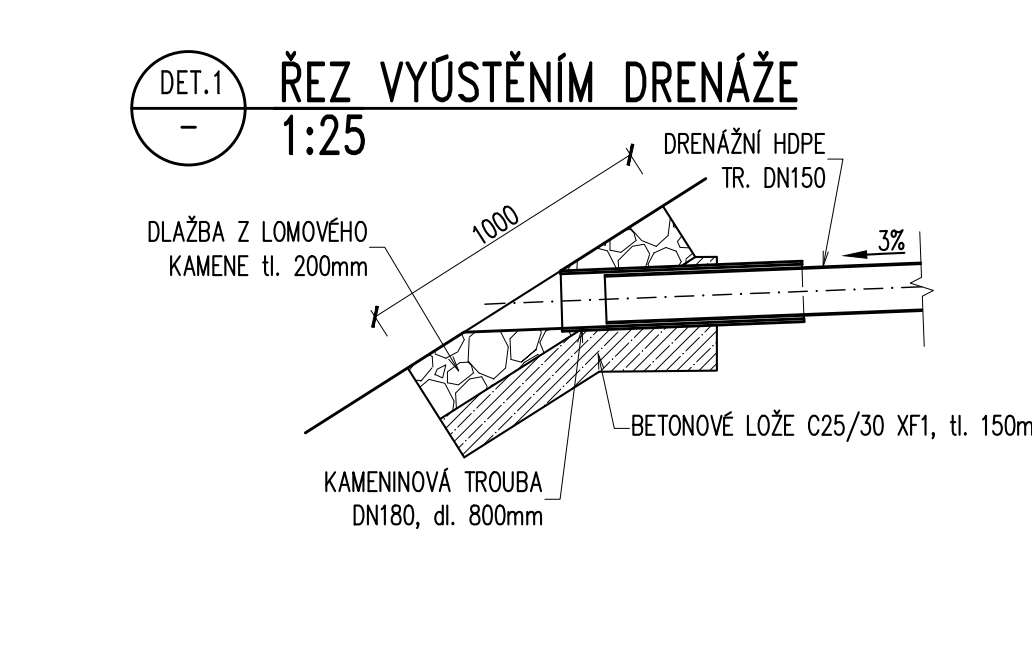 DET.1
-
ŘEZ VYÚSTĚNÍM DRENÁŽE
1:25
DRENÁŽNÍ HDPE
TR. DN150
DLAŽBA Z LOMOVÉHO
KAMENE tl. 200mm
1000
3%
BETONOVÉ LOŽE C25/30 XF1, tl. 150m
KAMENINOVÁ TROUBA
DN180, dl. 800mm